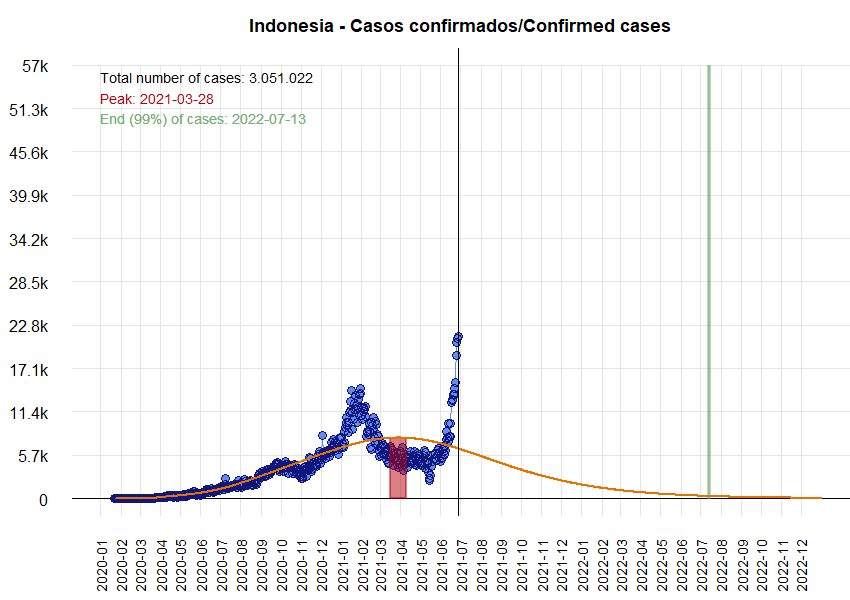 Indonesia - Casos confirmados/Confirmed cases
57k
Total number of cases: 3.051.022
Peak: 2021-03-28
End (99%) of cases: 2022-07-13
51.3k
45.6k
39.9k
34.2k
28.5k
22.8k
17.1k
11.4k
5.7k
0
2020-01
2020-02
2020-03
2020-04
2020-05
2020-06
2020-07
2020-08
2020-09
2020-10
2020-11
2020-12
2021-01
2021-02
2021-03
2021-04
2021-05
2021-06
2021-07
2021-08
2021-09
2021-10
2021-11
2021-12
2022-01
2022-02
2022-03
2022-04
2022-05
2022-06
2022-07
2022-08
2022-09
2022-10
2022-11
2022-12